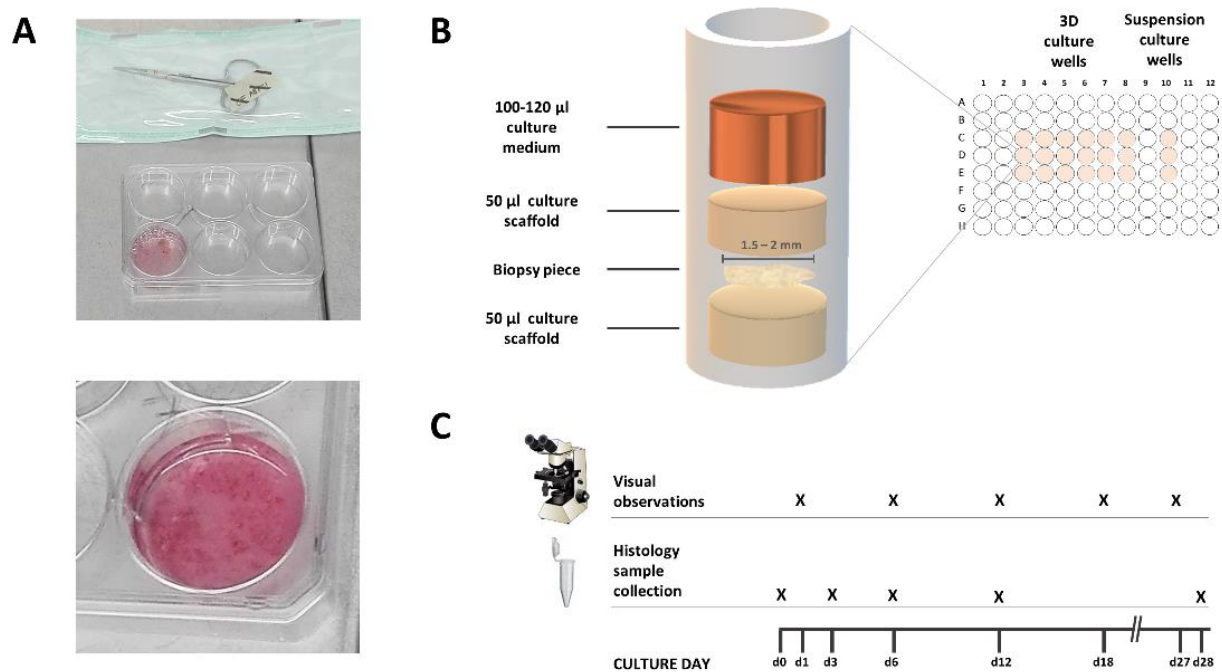 A
B
C
100-120 µl
culture
medium
50 µl culture
scaffold
Biopsy piece
50 µl culture
scaffold
1.5 – 2 mm
3D
culture
wells
Suspension
culture
wells
1 2 3 4 5 6 7 8 9 10 11 12
A
B
C
D
E
F
G
H
Visual
observations
X X X X X
Histology
sample
collection
X X X X X
CULTURE DAY
d0 d1 d3 d6 d12 d18 d27 d28